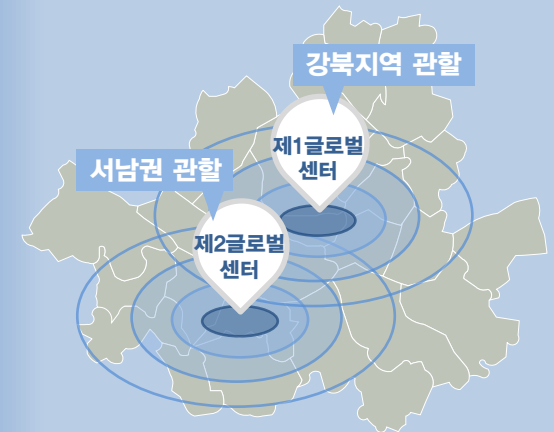 강북지역 관할
제1글로벌
센터
서남권 관할
제2글로벌
센터